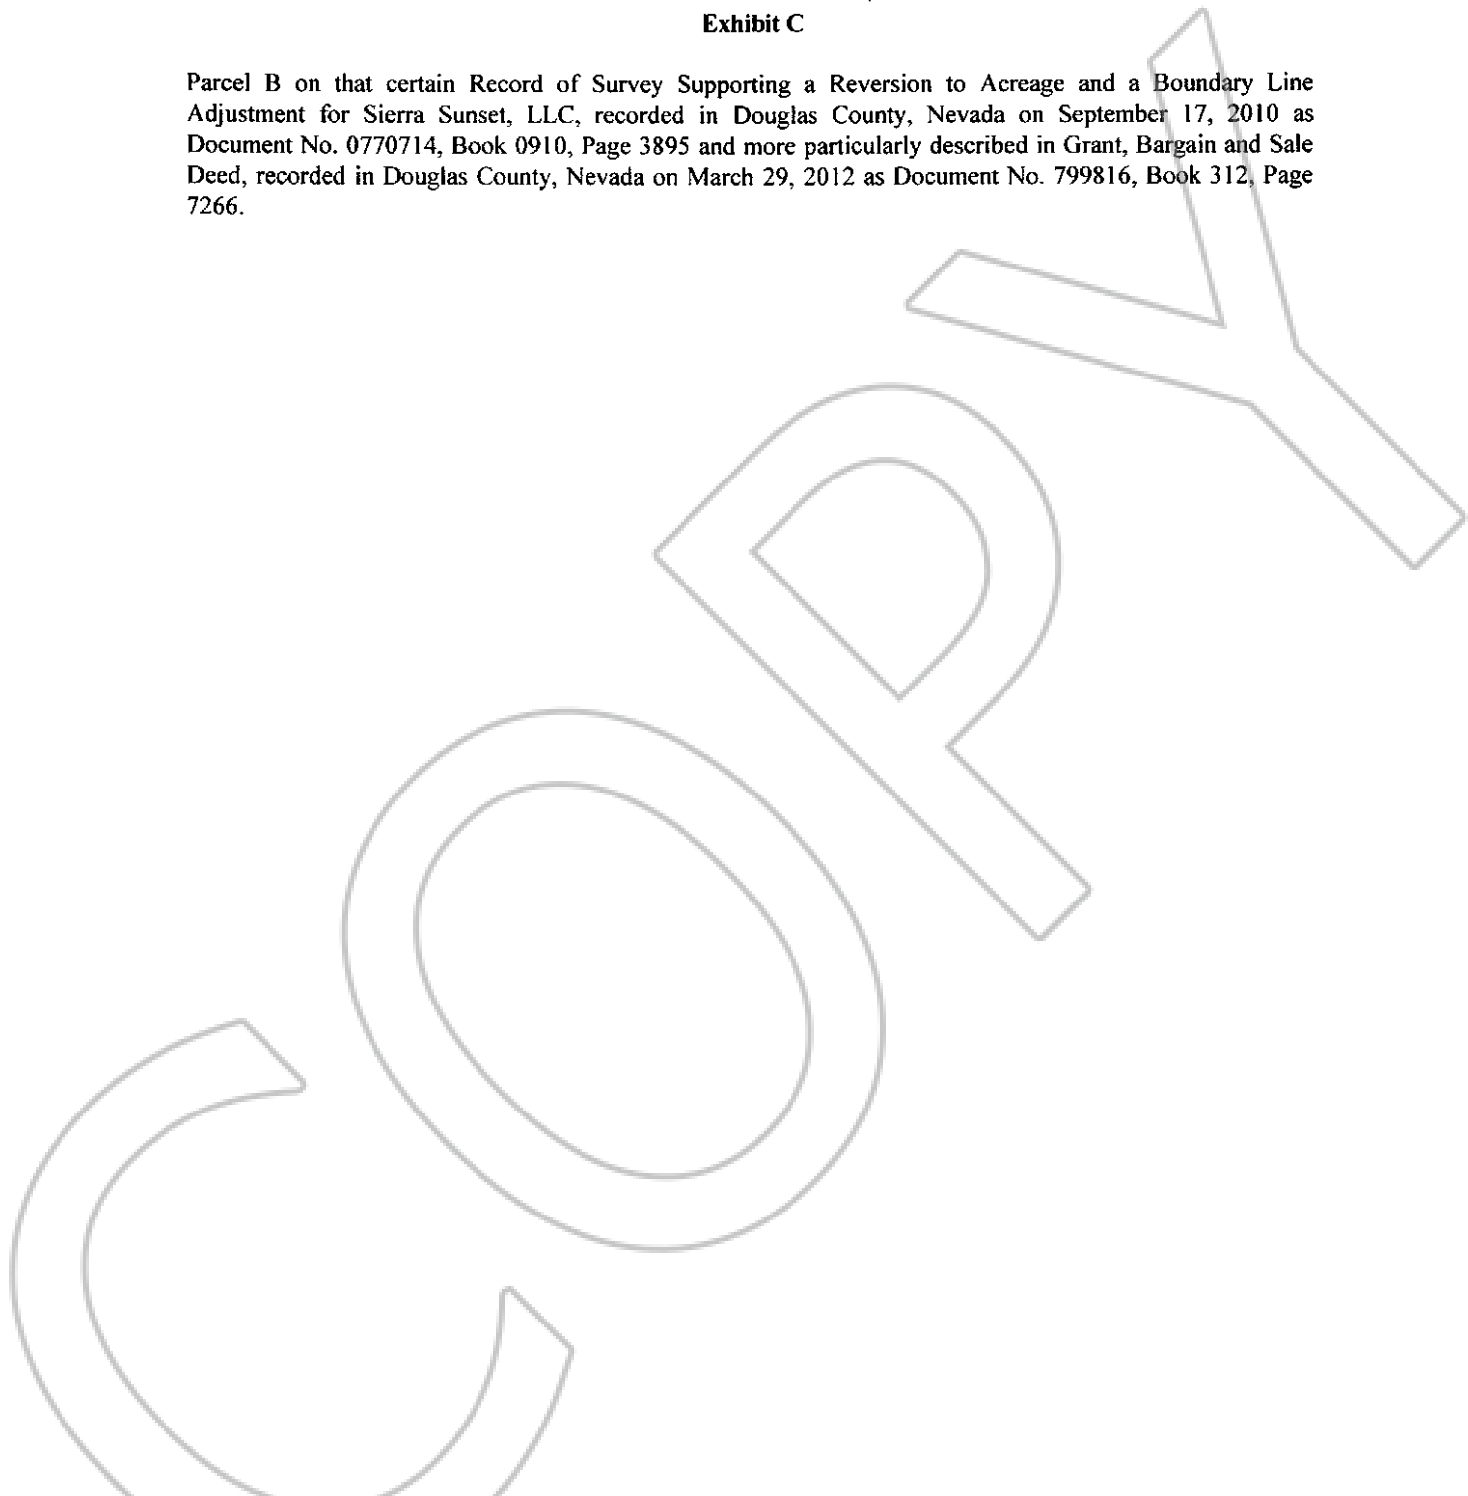 Exhibit C
Parcel B on that certain Record of Survey Supporting a Reversion to Acreage and a Boundary Line
Adjustment for Sierra Sunset, LLC, recorded in Douglas County, Nevada on September 17, 2010 as
Document No. 0770714, Book 0910, Page 3895 and more particularly described in Grant, Bargain and Sale
Deed, recorded in Douglas County, Nevada on March 29, 2012 as Document No. 799816, Book 312, Page
7266.
COPY